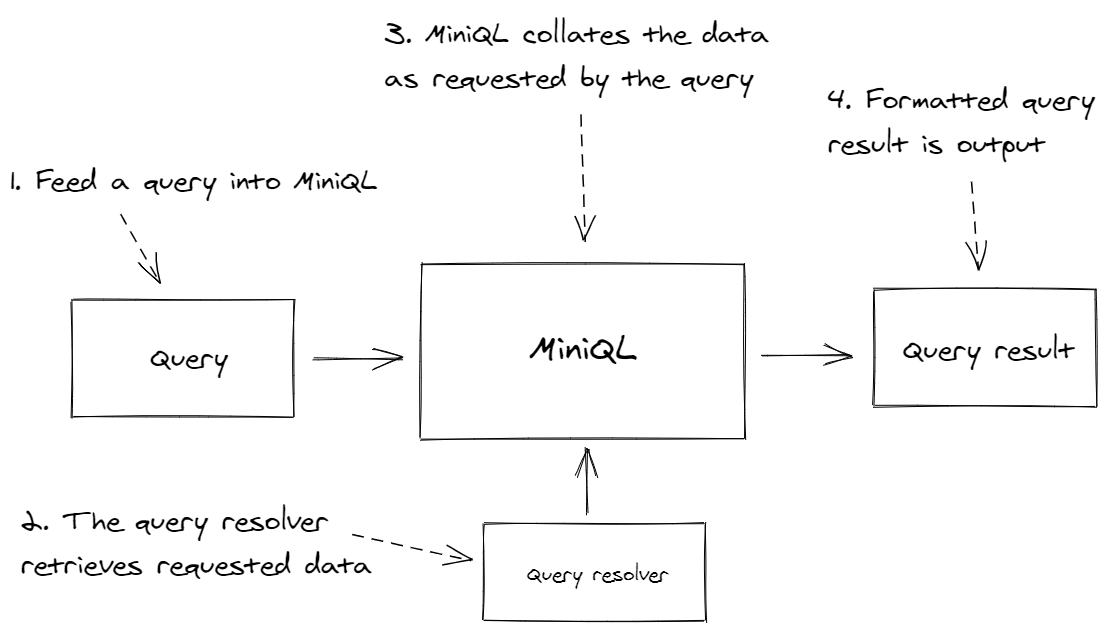 3. MiniQL collates the data
as requested by the query
4. Formatted query
result is output
1. Feed a query into MiniQL
Query
MiniQL
Query result
2. The query resolver
retrieves requested data
Query resolver